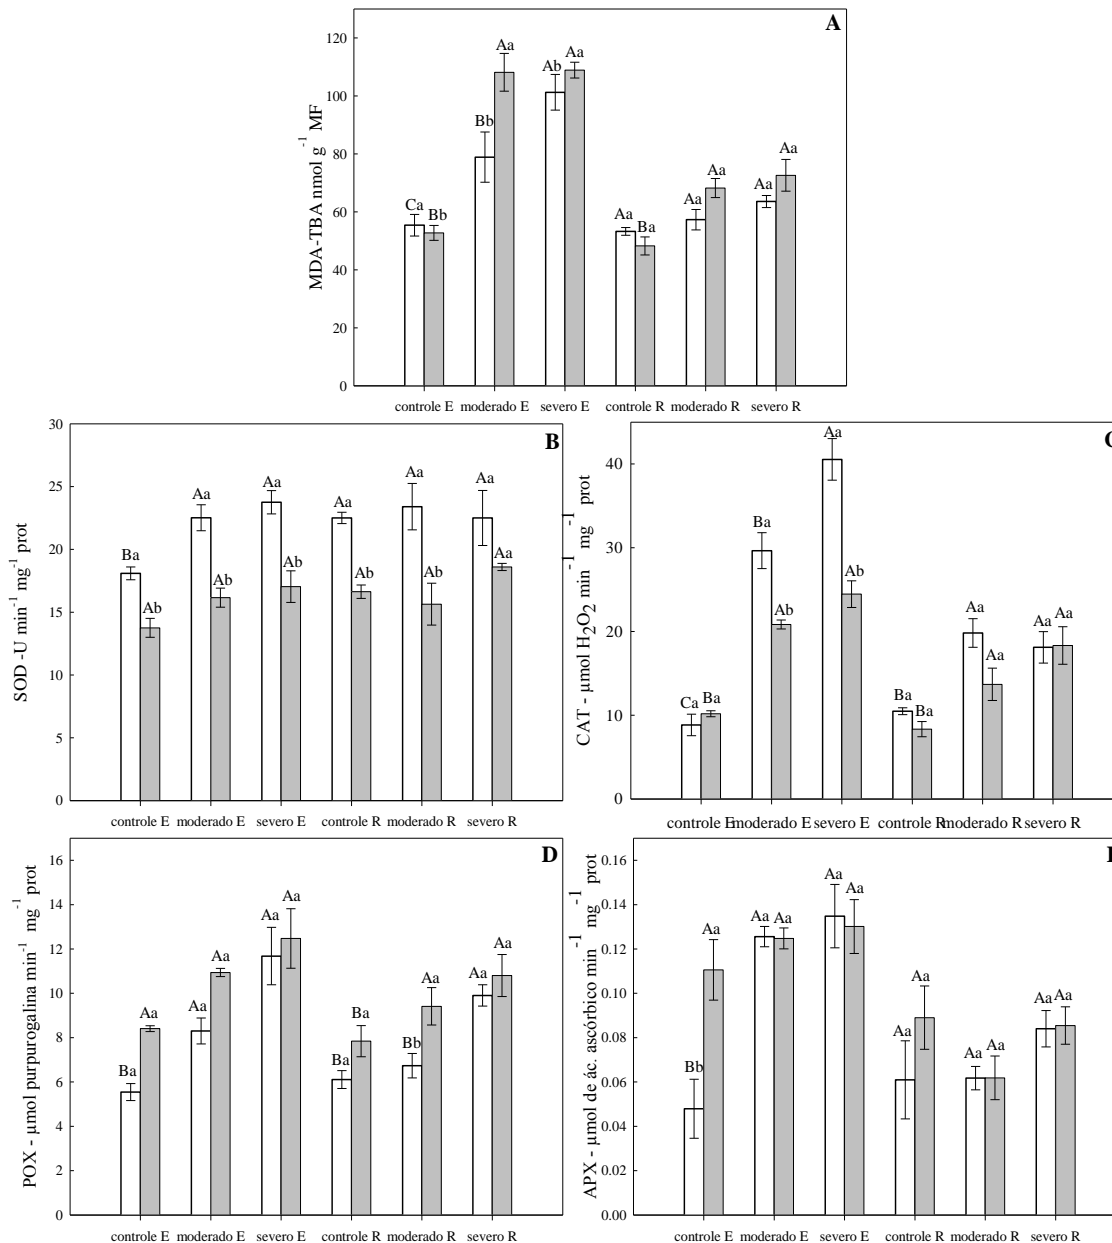 A
MDA-TBA nmol g-1 MF
120
100
80
60
40
20
0
Ca
Bb
Bb
Aa
Ab
Aa
Aa
Ba
Aa
Aa
Aa
Aa
controle E moderado E severo E controle R moderado R severo R
B
SOD -U min-1 mg-1 prot
30
25
20
15
10
5
0
Ba
Ab
Aa
Ab
Aa
Ab
Aa
Ab
Aa
Ab
Aa
Aa
controle E moderado E severo E controle R moderado R severo R
CAT - µmol H2O2 min-1 mg-1 prot
40
30
20
10
0
Ca
Ba
Ba
Ab
Aa
Ab
Ba
Ba
Aa
Aa
Aa
Aa
controle E moderado E severo E controle R moderado R severo R
D
POX - µmol purpurogalina min-1 mg-1 prot
16
14
12
10
8
6
4
2
0
Ba
Aa
Aa
Aa
Aa
Aa
Ba
Ba
Bb
Aa
Aa
Aa
controle E moderado E severo E controle R moderado R severo R
APX - µmol de ác. ascórbico min-1 mg-1 prot
0.16
0.14
0.12
0.10
0.08
0.06
0.04
0.02
0.00
Bb
Aa
Aa
Aa
Aa
Aa
Aa
Aa
Aa
Aa
Aa
Aa
controle E moderado E severo E controle R moderado R severo R